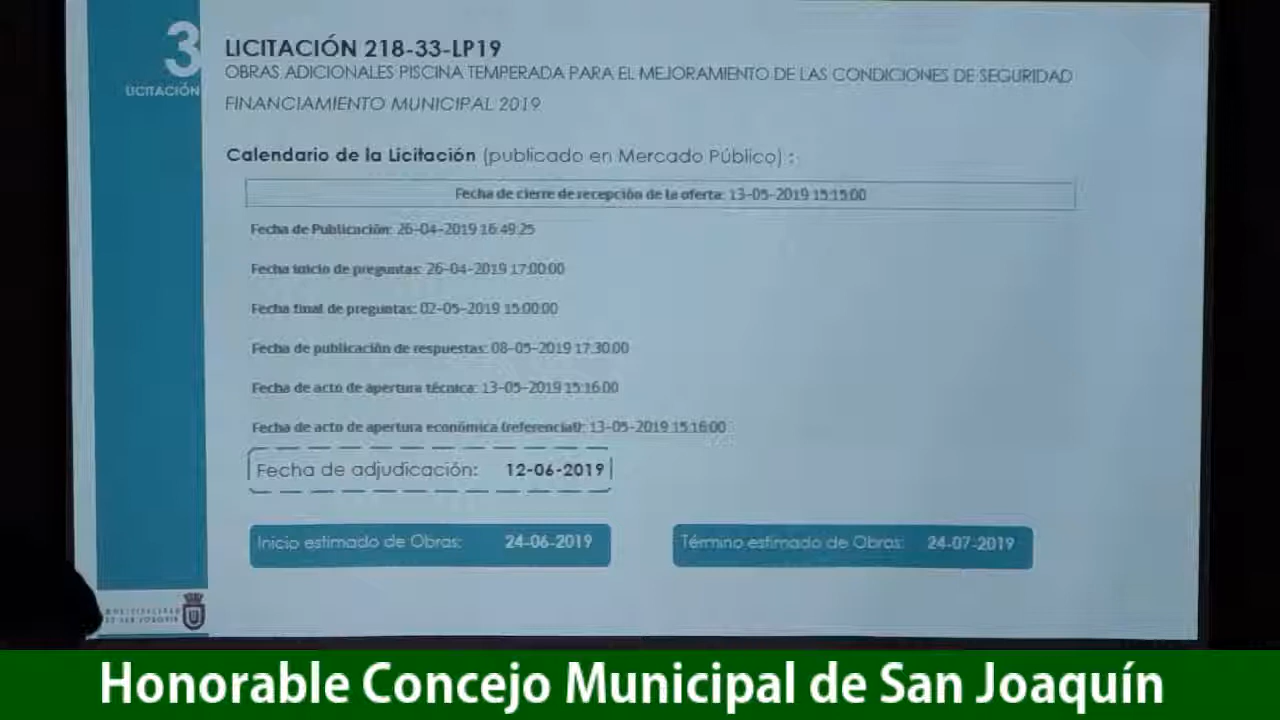 3
LICITACIÓN
LICITACIÓN 218-33-LP19
OBRAS ADICIONALES PISCINA TEMPERADA PARA EL MEJORAMIENTO DE LAS CONDICIONES DE SEGURIDAD
FINANCIAMIENTO MUNICIPAL 2019
Calendario de la Licitación (publicado en Mercado Público) :
Fecha de cierre de recepción de la oferta: 13-05-2019 15:15:00
Fecha de Publicación: 26-04-2019 16:49:25
Fecha inicio de preguntas: 26-04-2019 17:00:00
Fecha final de preguntas: 02-05-2019 15:00:00
Fecha de publicación de respuestas: 08-05-2019 17:30:00
Fecha de acto de apertura técnica: 13-05-2019 15:16:00
Fecha de acto de apertura económica (referencial): 13-05-2019 15:16:00
Fecha de adjudicación: 12-06-2019
Inicio estimado de Obras: 24-06-2019
Término estimado de Obras: 24-07-2019
MUNICIPALIDAD
DE SAN JOAQUÍN
Honorable Concejo Municipal de San Joaquín